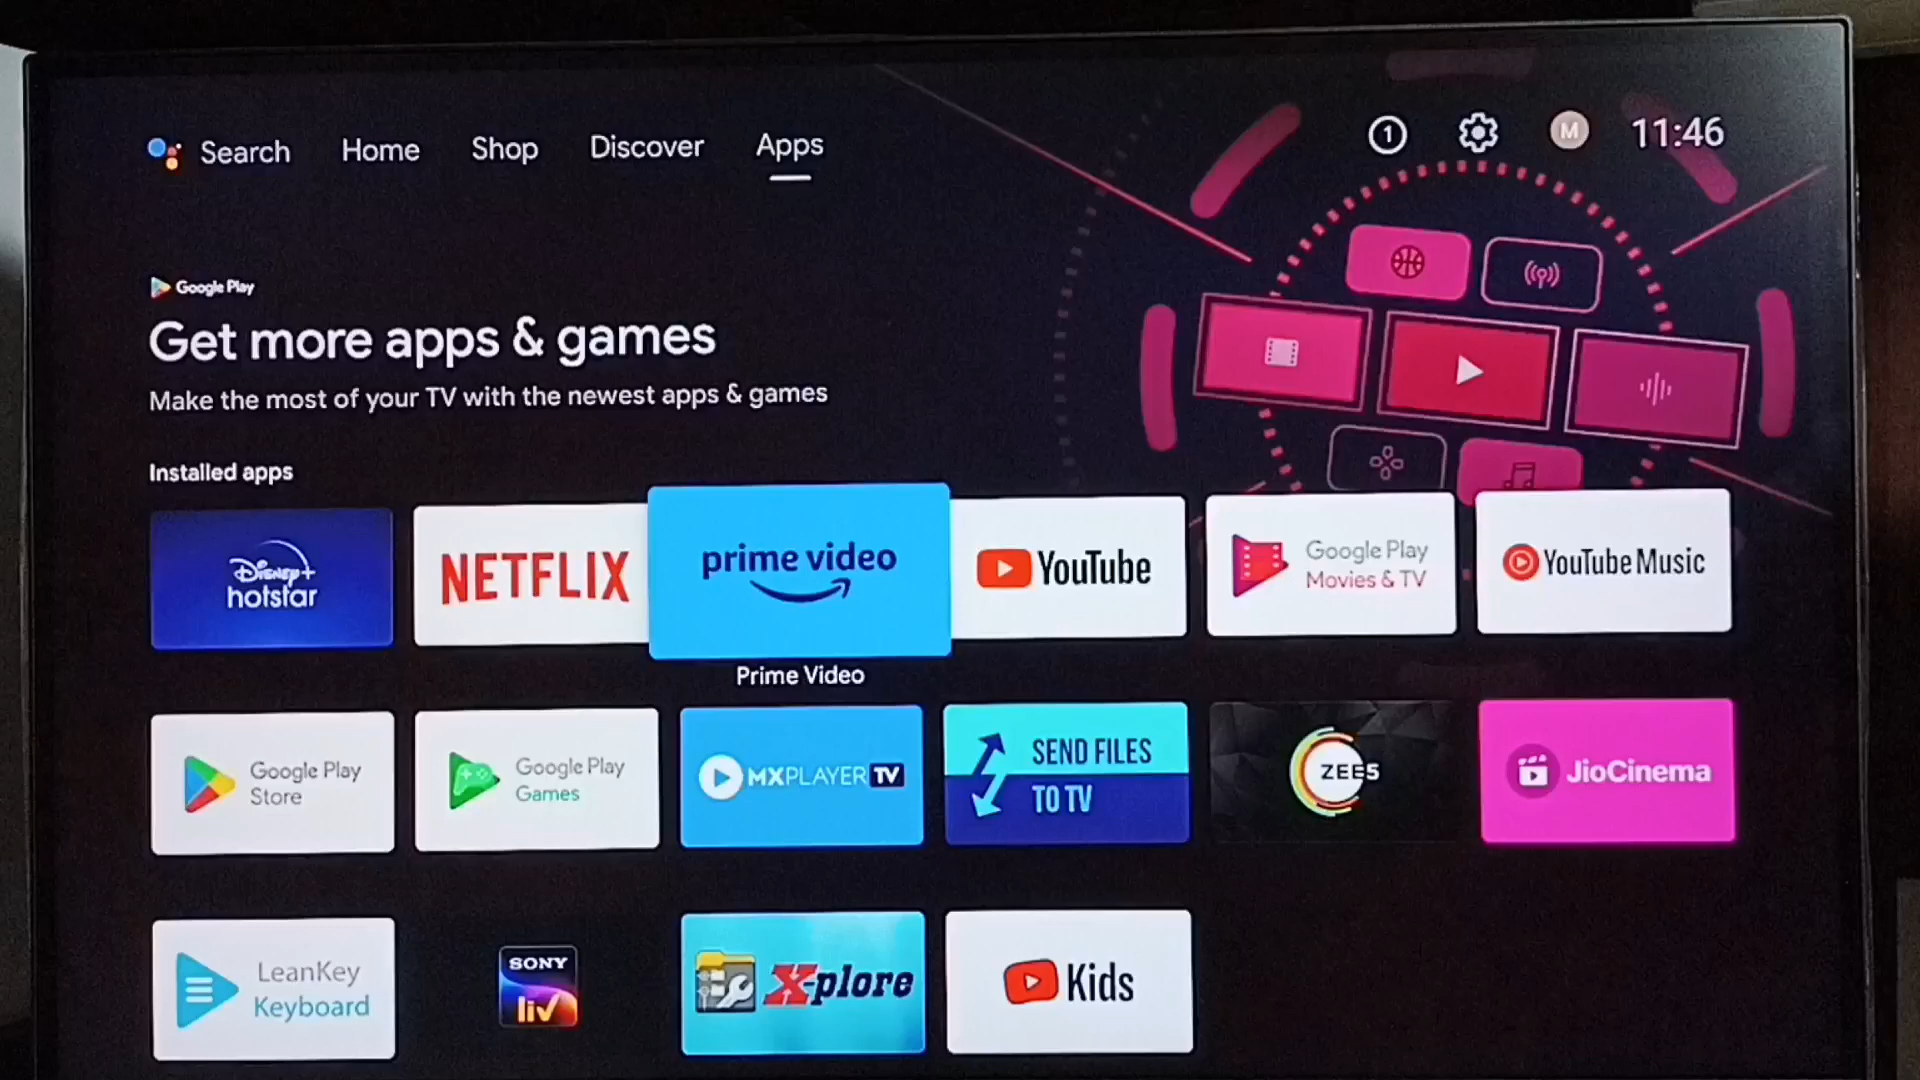 Search Home Shop Discover Apps
1 M 11:46
Google Play
Get more apps & games
Make the most of your TV with the newest apps & games
Installed apps
Disney+
hotstar
NETFLIX
prime video
YouTube
Google Play
Movies & TV
YouTube Music
Prime Video
Google Play
Store
Google Play
Games
MXPLAYER TV
SEND FILES
TO TV
ZEE5
JioCinema
LeanKey
Keyboard
SONY
liv
X-plore
Kids